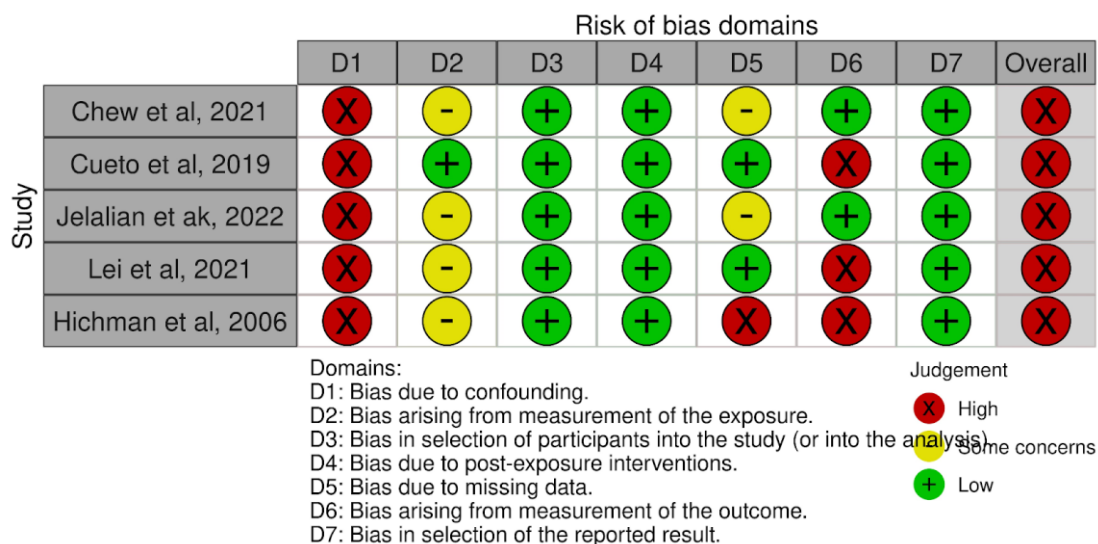 Risk of bias domains
D1 D2 D3 D4 D5 D6 D7 Overall
Study
Chew et al, 2021 X - + + - + + X
Cueto et al, 2019 X + + + + X + X
Jelalian et ak, 2022 X - + + - + + X
Lei et al, 2021 X - + + + X + X
Hichman et al, 2006 X - + + X X + X
Domains:
D1: Bias due to confounding.
D2: Bias arising from measurement of the exposure.
D3: Bias in selection of participants into the study (or into the analysis).
D4: Bias due to post-exposure interventions.
D5: Bias due to missing data.
D6: Bias arising from measurement of the outcome.
D7: Bias in selection of the reported result.
Judgement
X High
- Some concerns
+ Low